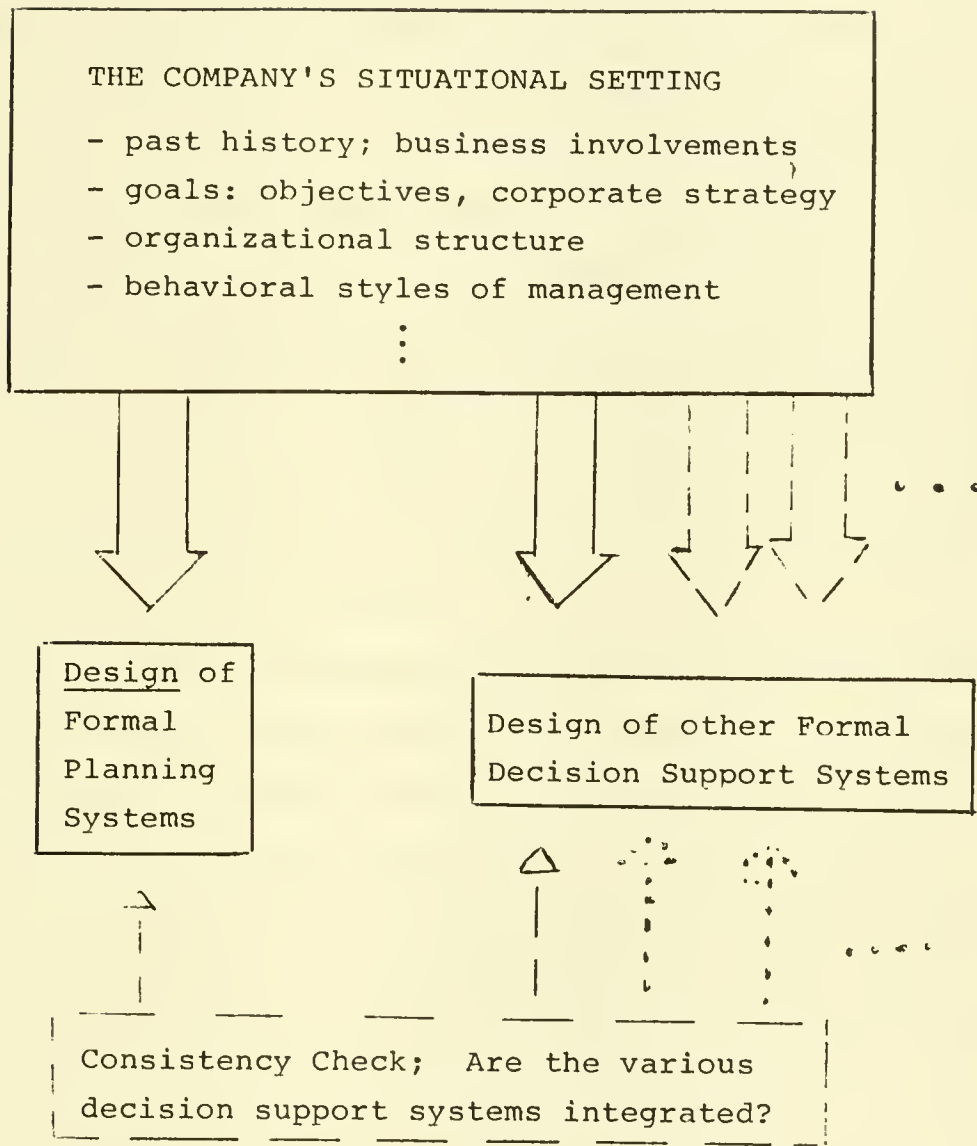 THE COMPANY'S SITUATIONAL SETTING
- past history; business involvements
- goals: objectives, corporate strategy
- organizational structure
- behavioral styles of management
Design of
Formal
Planning
Systems
Design of other Formal
Decision Support Systems
Consistency Check; Are the various
decision support systems integrated?